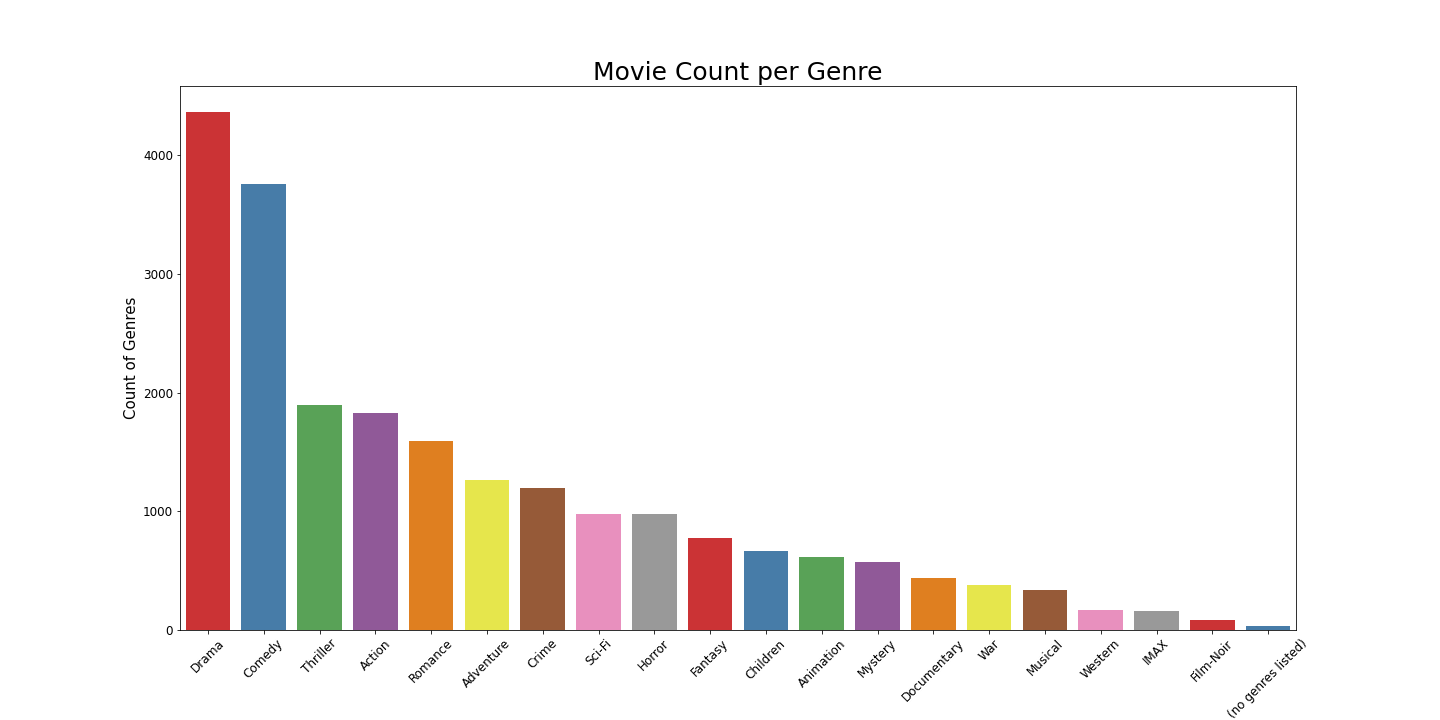 Movie Count per Genre
Count of Genres
4000
3000
2000
1000
0
Drama
Comedy
Thriller
Action
Romance
Adventure
Crime
Sci-Fi
Horror
Fantasy
Children
Animation
Mystery
Documentary
War
Musical
Western
IMAX
Film-Noir
(no genres listed)